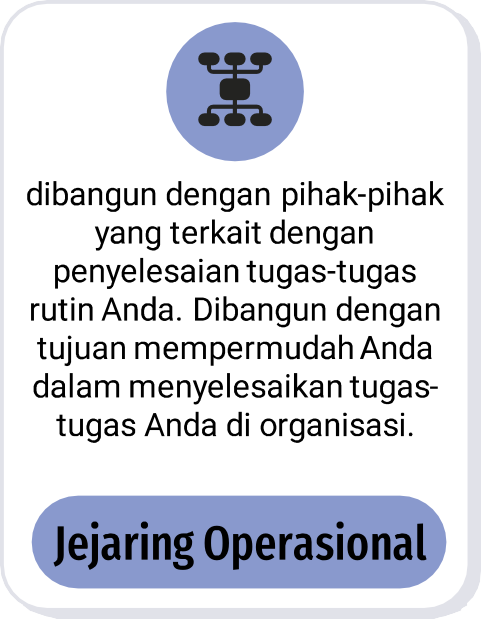 dibangun dengan pihak-pihak
yang terkait dengan
penyelesaian tugas-tugas
rutin Anda. Dibangun dengan
tujuan mempermudah Anda
dalam menyelesaikan tugas-
tugas Anda di organisasi.
Jejaring Operasional